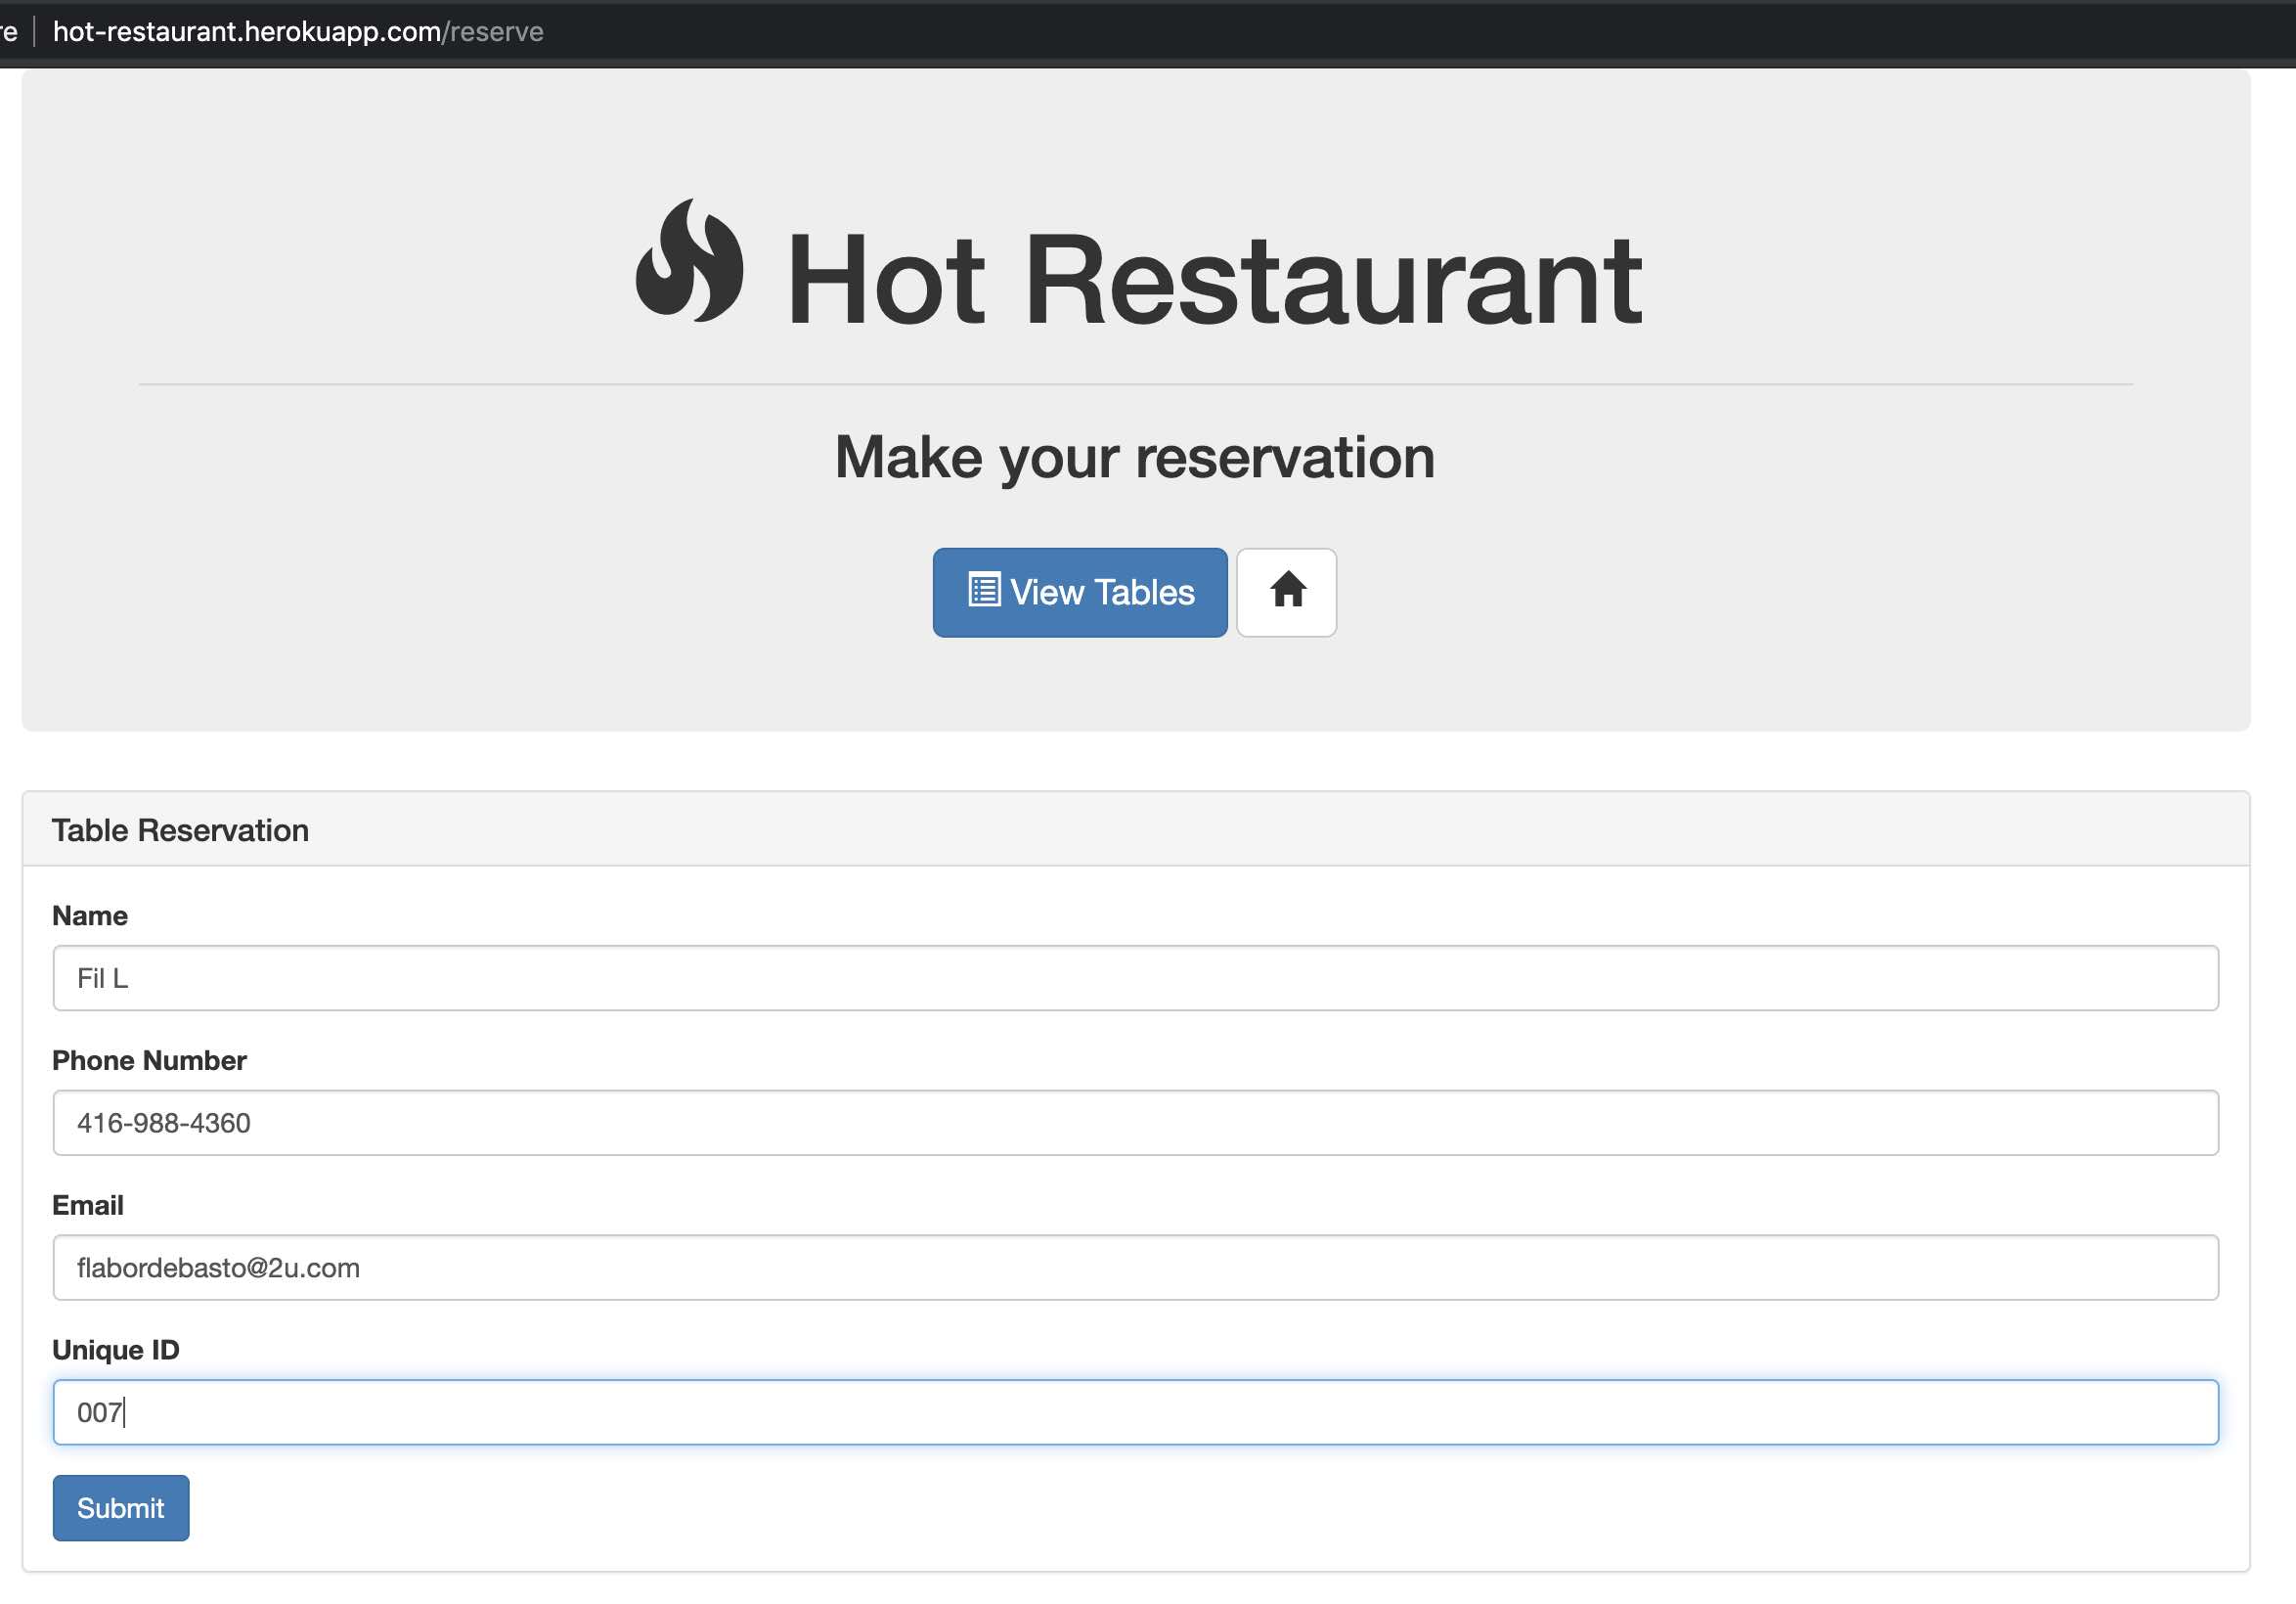 re hot-restaurant.herokuapp.com/reserve
Hot Restaurant
Make your reservation
View Tables
Table Reservation
Name
Fil L
Phone Number
416-988-4360
Email
flabordebasto@2u.com
Unique ID
007
Submit